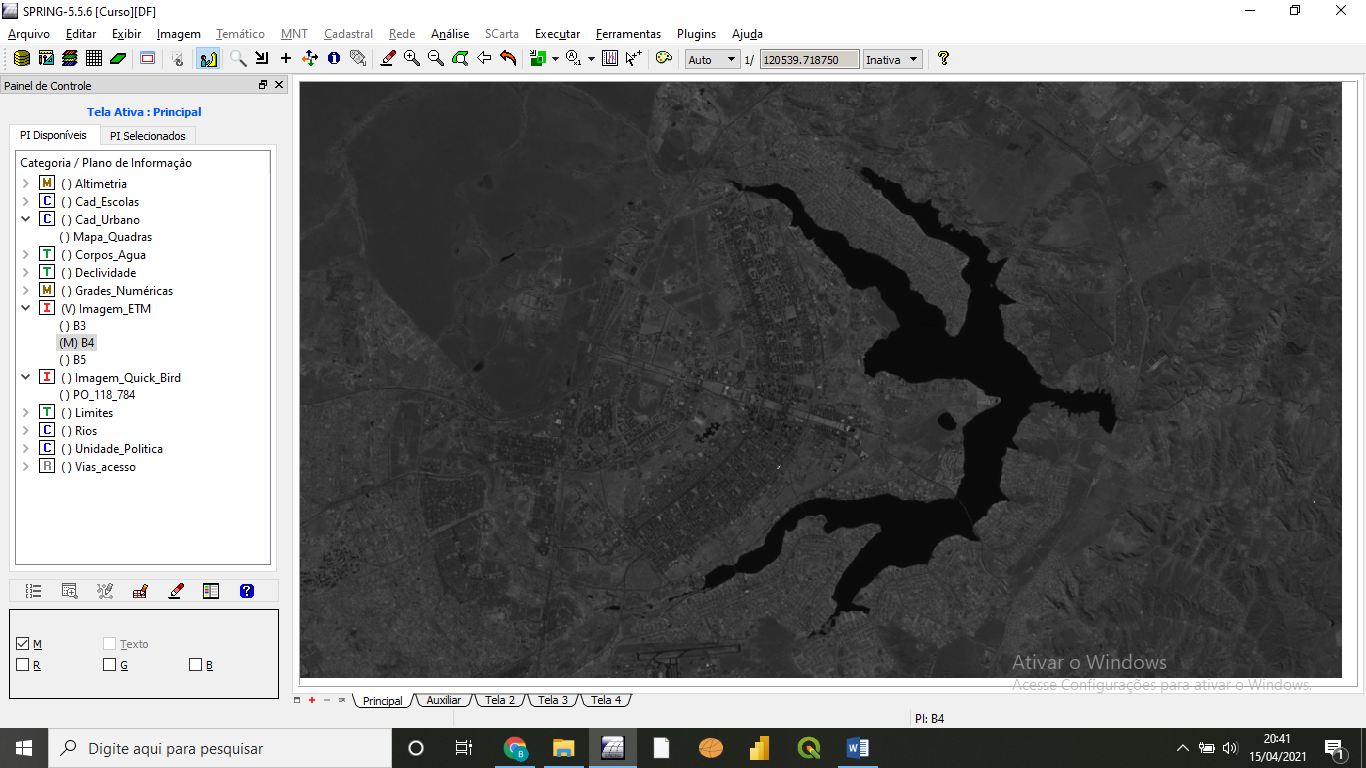 SPRING-5.5.6 [Curso][DF]
Arquivo Editar Exibir Imagem Temático MNT Cadastral Rede Análise SCarta Executar Ferramentas Plugins Ajuda
Auto 1/ 120539.718750 Inativa ?
Painel de Controle
Tela Ativa : Principal
PI Disponíveis PI Selecionados
Categoria / Plano de Informação
M ( ) Altimetria
C ( ) Cad_Escolas
C ( ) Cad_Urbano
( ) Mapa_Quadras
T ( ) Corpos_Agua
T ( ) Declividade
M ( ) Grades_Numéricas
I (V) Imagem_ETM
( ) B3
(M) B4
( ) B5
I ( ) Imagem_Quick_Bird
( ) PO_118_784
T ( ) Limites
C ( ) Rios
C ( ) Unidade_Politica
R ( ) Vias_acesso
?
M Texto
R G B
Ativar o Windows
Acesse Configurações para ativar o Windows.
Principal Auxiliar Tela 2 Tela 3 Tela 4
PI: B4
Digite aqui para pesquisar
20:41
15/04/2021
1